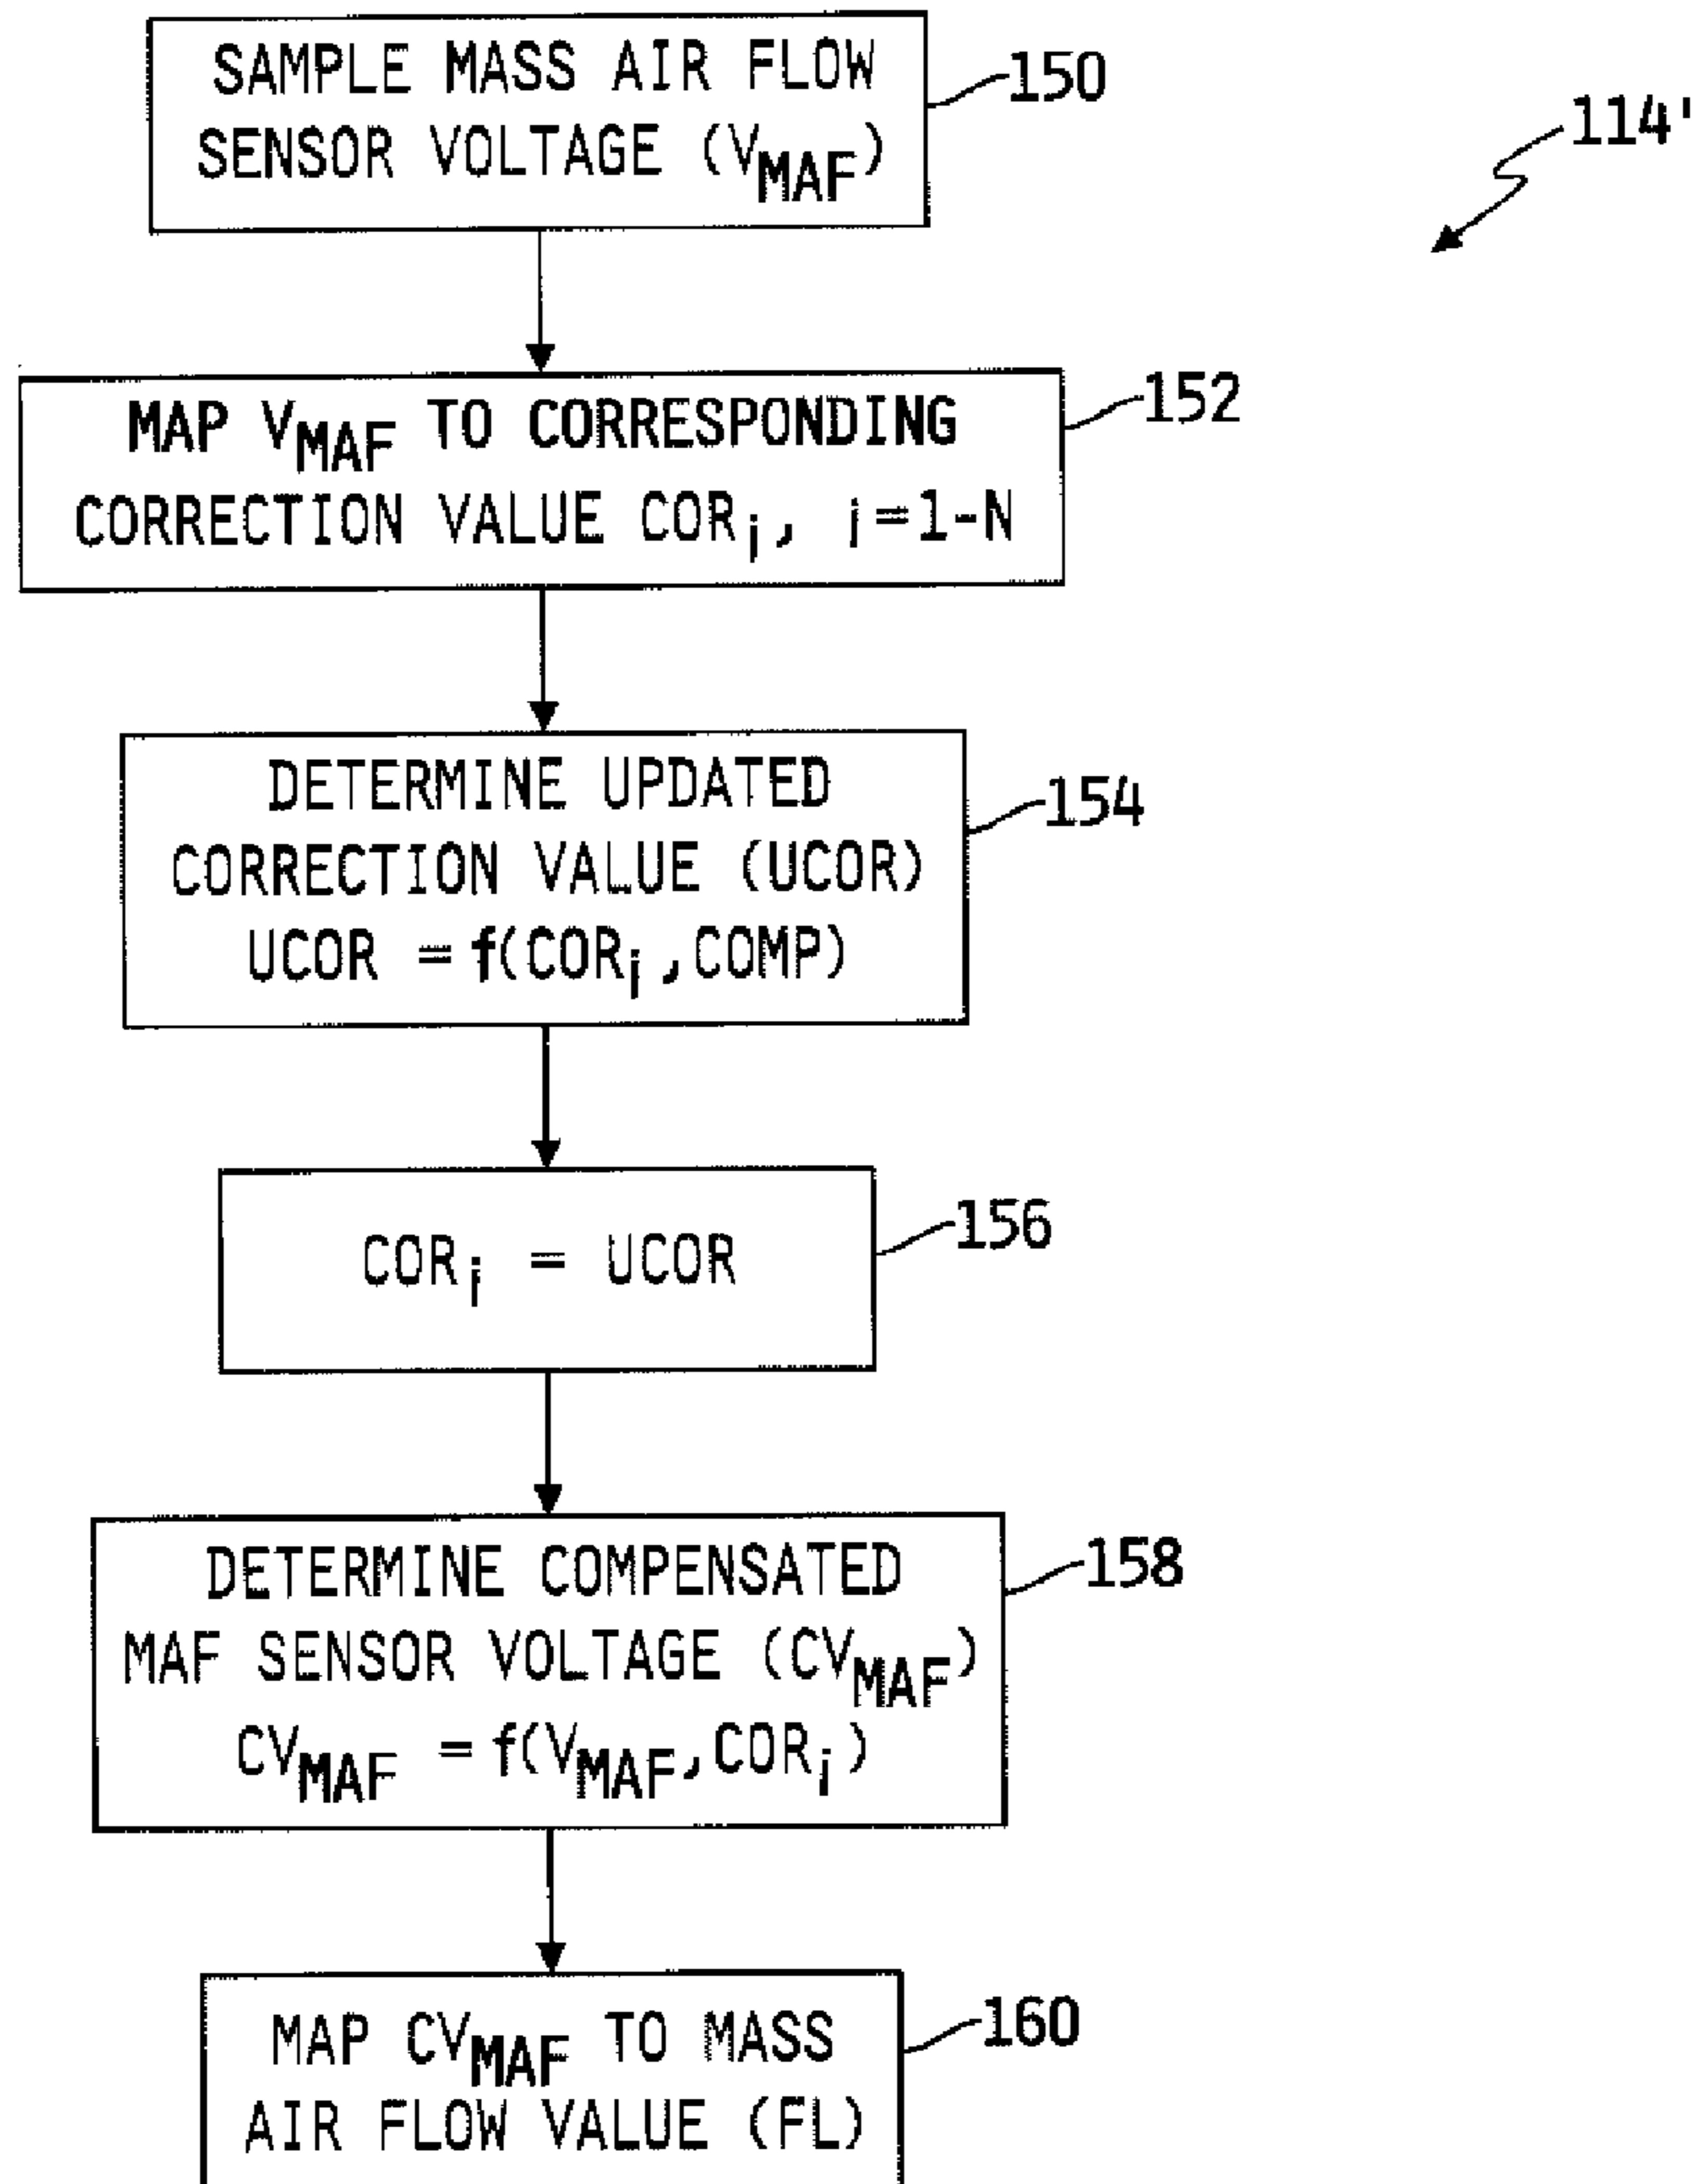 SAMPLE MASS AIR FLOW
SENSOR VOLTAGE (VMAF)
150
114'
MAP VMAF TO CORRESPONDING
CORRECTION VALUE CORi, i=1-N
152
DETERMINE UPDATED
CORRECTION VALUE (UCOR)
UCOR = f(CORi,COMP)
154
CORi = UCOR
156
DETERMINE COMPENSATED
MAF SENSOR VOLTAGE (CVMAF)
CVMAF = f(VMAF,CORi)
158
MAP CVMAF TO MASS
AIR FLOW VALUE (FL)
160